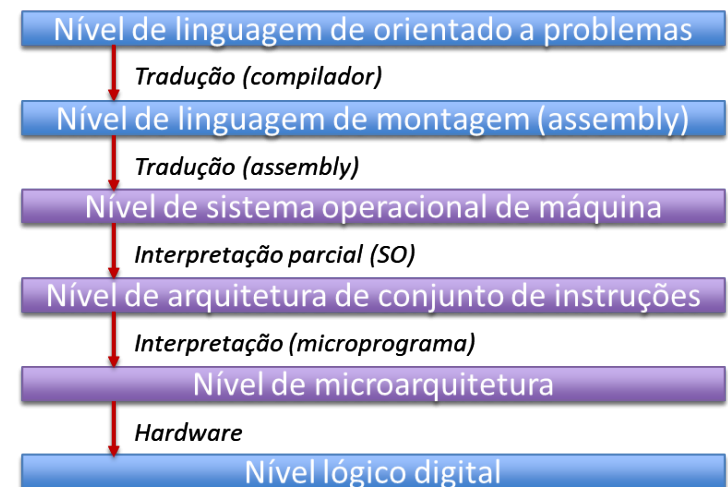 Nível de linguagem de orientado a problemas
Tradução (compilador)
Nível de linguagem de montagem (assembly)
Tradução (assembly)
Nível de sistema operacional de máquina
Interpretação parcial (SO)
Nível de arquitetura de conjunto de instruções
Interpretação (microprograma)
Nível de microarquitetura
Hardware
Nível lógico digital